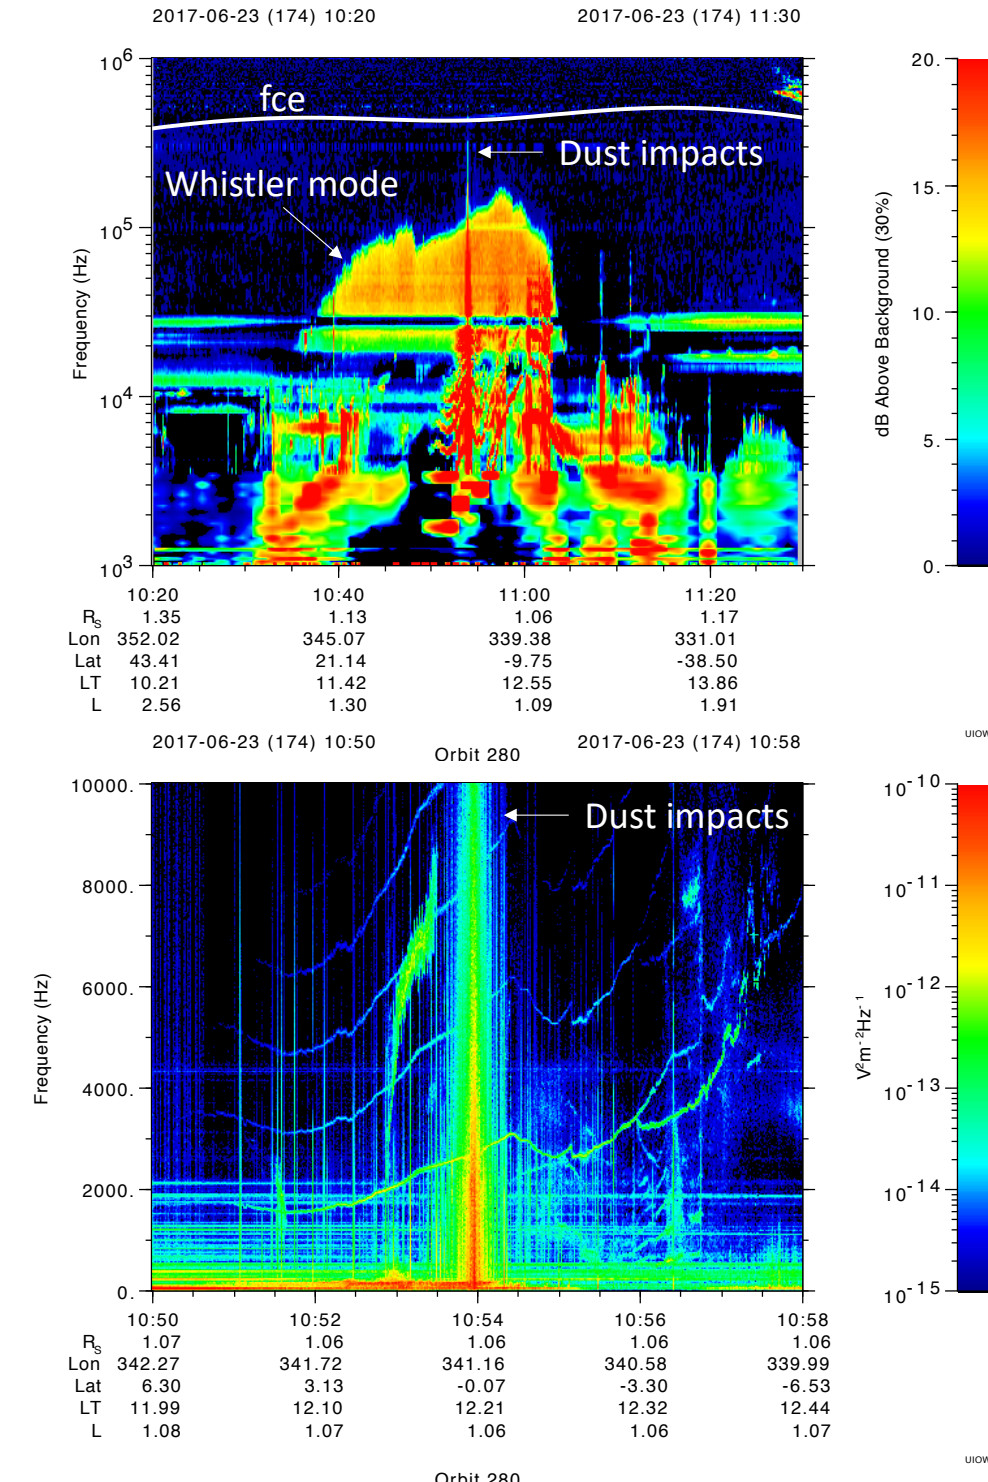 2017-06-23 (174) 10:20 2017-06-23 (174) 11:30
10^6
10^5
10^4
10^3
Frequency (Hz)
fce
Dust impacts
Whistler mode
20.
15.
10.
5.
0.
dB Above Background (30%)
10:20 10:40 11:00 11:20
R_S 1.35 1.13 1.06 1.17
Lon 352.02 345.07 339.38 331.01
Lat 43.41 21.14 -9.75 -38.50
LT 10.21 11.42 12.55 13.86
L 2.56 1.30 1.09 1.91
UIOW
2017-06-23 (174) 10:50 Orbit 280 2017-06-23 (174) 10:58
10000.
8000.
6000.
4000.
2000.
0.
Frequency (Hz)
Dust impacts
10^-10
10^-11
10^-12
10^-13
10^-14
10^-15
V^2m^-2Hz^-1
10:50 10:52 10:54 10:56 10:58
R_S 1.07 1.06 1.06 1.06 1.06
Lon 342.27 341.72 341.16 340.58 339.99
Lat 6.30 3.13 -0.07 -3.30 -6.53
LT 11.99 12.10 12.21 12.32 12.44
L 1.08 1.07 1.06 1.06 1.07
UIOW
Orbit 280